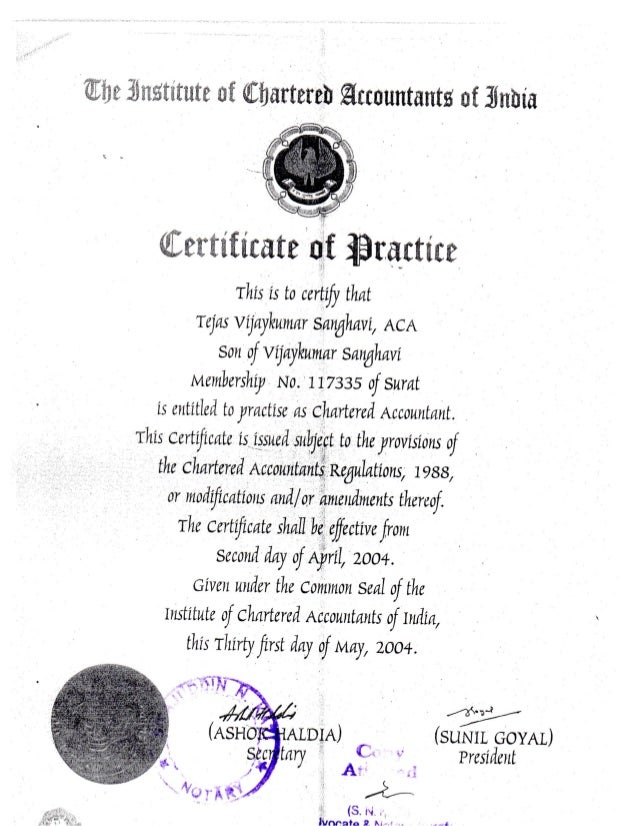 The Institute of Chartered Accountants of India
Certificate of Practice
This is to certify that
Tejas Vijaykumar Sanghavi, ACA
Son of Vijaykumar Sanghavi
Membership No. 117335 of Surat
is entitled to practise as Chartered Accountant.
This Certificate is issued subject to the provisions of
the Chartered Accountants Regulations, 1988,
or modifications and/or amendments thereof.
The Certificate shall be effective from
Second day of April, 2004.
Given under the Common Seal of the
Institute of Chartered Accountants of India,
this Thirty first day of May, 2004.
(ASHOK HALDIA)
Secretary
(SUNIL GOYAL)
President
NOTARY
Copy
(S. N.